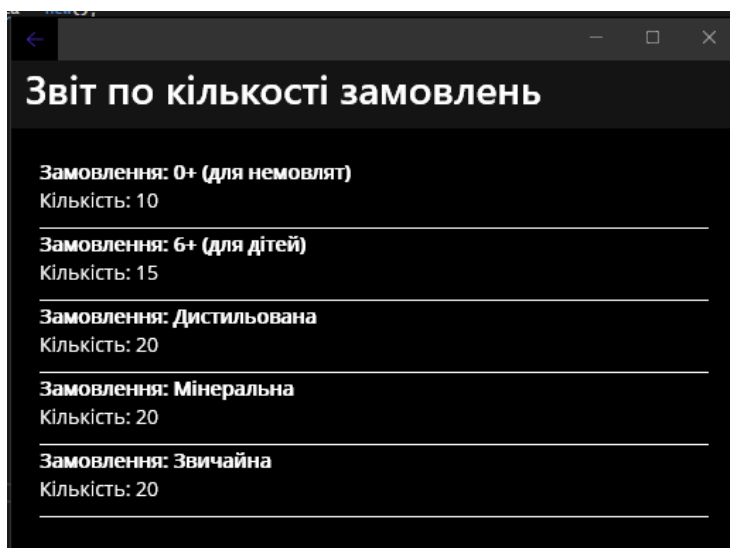 Звіт по кількості замовлень
Замовлення: 0+ (для немовлят)
Кількість: 10
Замовлення: 6+ (для дітей)
Кількість: 15
Замовлення: Дистильована
Кількість: 20
Замовлення: Мінеральна
Кількість: 20
Замовлення: Звичайна
Кількість: 20